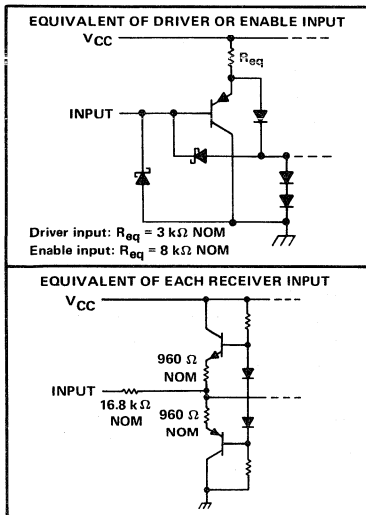 EQUIVALENT OF DRIVER OR ENABLE INPUT
VCC
Req
INPUT
Driver input: Req = 3 kΩ NOM
Enable input: Req = 8 kΩ NOM
EQUIVALENT OF EACH RECEIVER INPUT
VCC
960 Ω
NOM
INPUT
16.8 kΩ
NOM
960 Ω
NOM